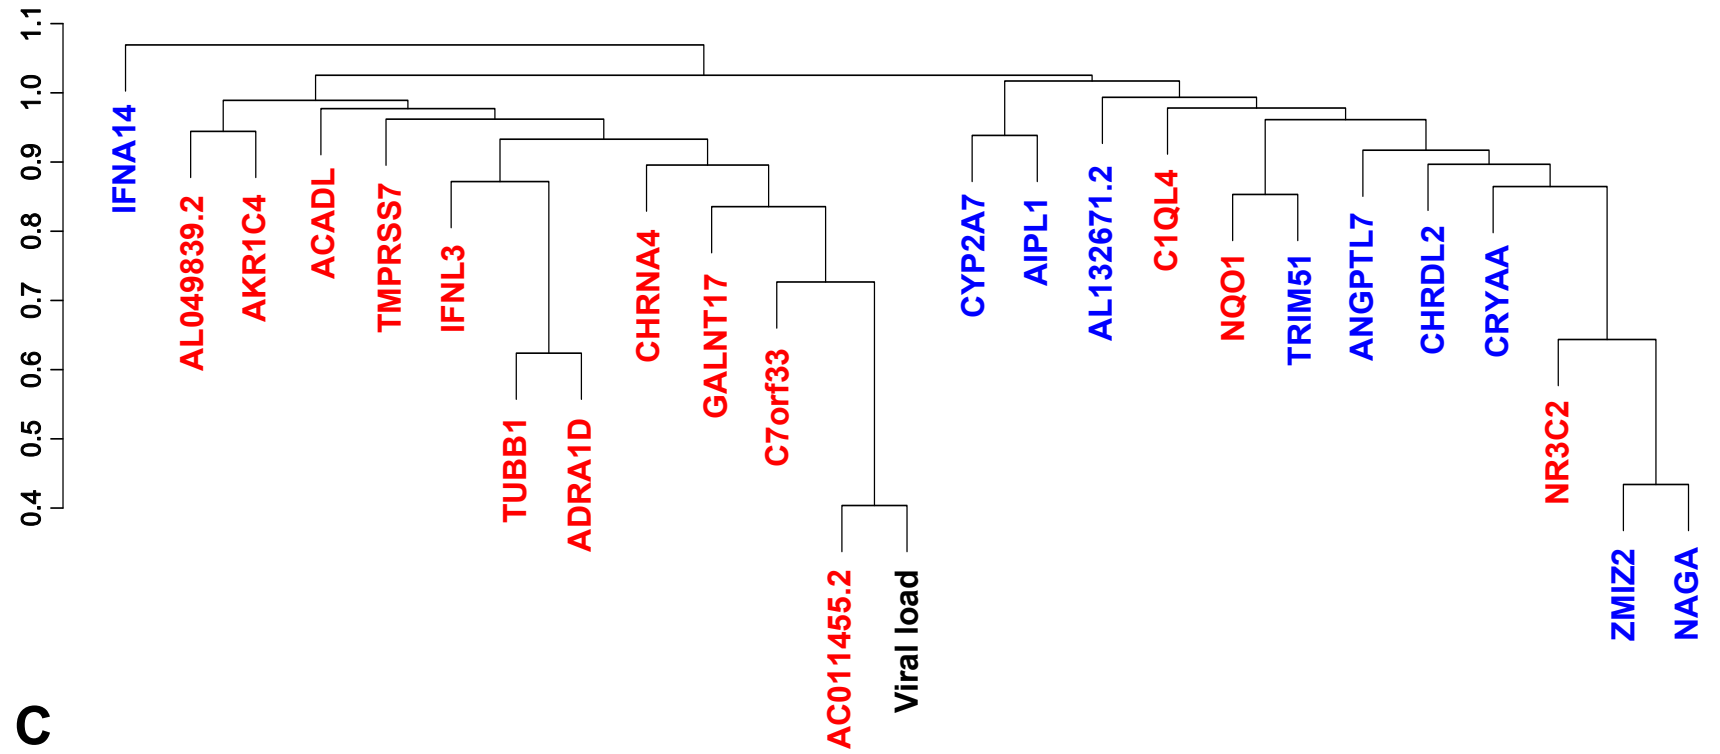 1.1
1.0
0.9
0.8
0.7
0.6
0.5
0.4
IFNA14
AL049839.2
AKR1C4
ACADL
TMPRSS7
IFNL3
TUBB1
ADRA1D
CHRNA4
GALNT17
C7orf33
AC011455.2
Viral load
CYP2A7
AIPL1
AL132671.2
C1QL4
NQO1
TRIM51
ANGPTL7
CHRDL2
CRYAA
NR3C2
ZMIZ2
NAGA
C